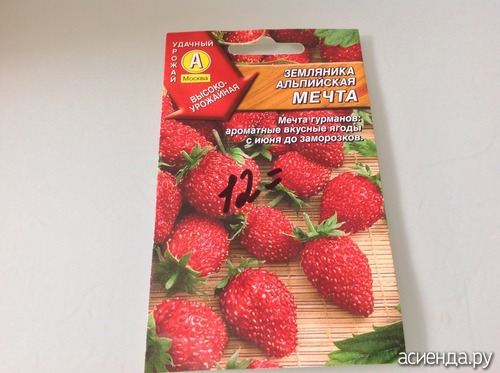 УДАЧНЫЙ
УРОЖАЙ
А
Москва
ВЫСОКО-
УРОЖАЙНАЯ
ЗЕМЛЯНИКА
АЛЬПИЙСКАЯ
МЕЧТА
Мечта гурманов:
ароматные вкусные ягоды
с июня до заморозков.
12=
асиенда.ру